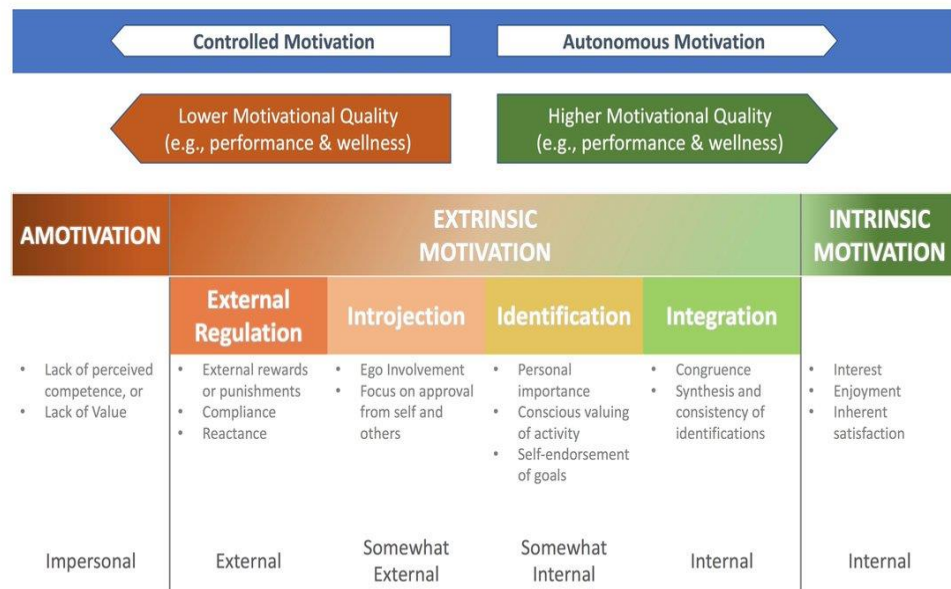 Controlled Motivation
Autonomous Motivation
Lower Motivational Quality
(e.g., performance & wellness)
Higher Motivational Quality
(e.g., performance & wellness)
AMOTIVATION
EXTRINSIC
MOTIVATION
INTRINSIC
MOTIVATION
External
Regulation
Introjection
Identification
Integration
• Lack of perceived
competence, or
• Lack of Value
• External rewards
or punishments
• Compliance
• Reactance
• Ego Involvement
• Focus on approval
from self and
others
• Personal
importance
• Conscious valuing
of activity
• Self-endorsement
of goals
• Congruence
• Synthesis and
consistency of
identifications
• Interest
• Enjoyment
• Inherent
satisfaction
Impersonal
External
Somewhat
External
Somewhat
Internal
Internal
Internal